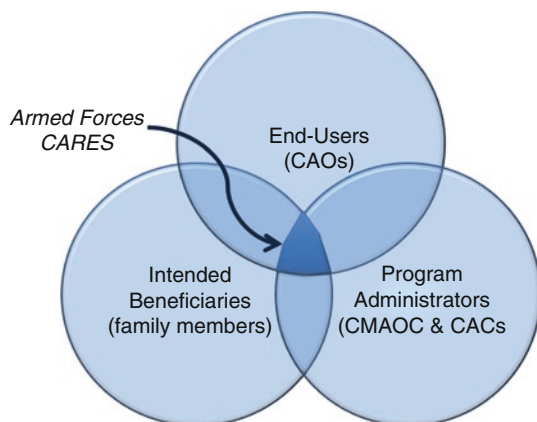 Armed Forces
CARES
End-Users
(CAOs)
Intended
Beneficiaries
(family members)
Program
Administrators
(CMAOC & CACs